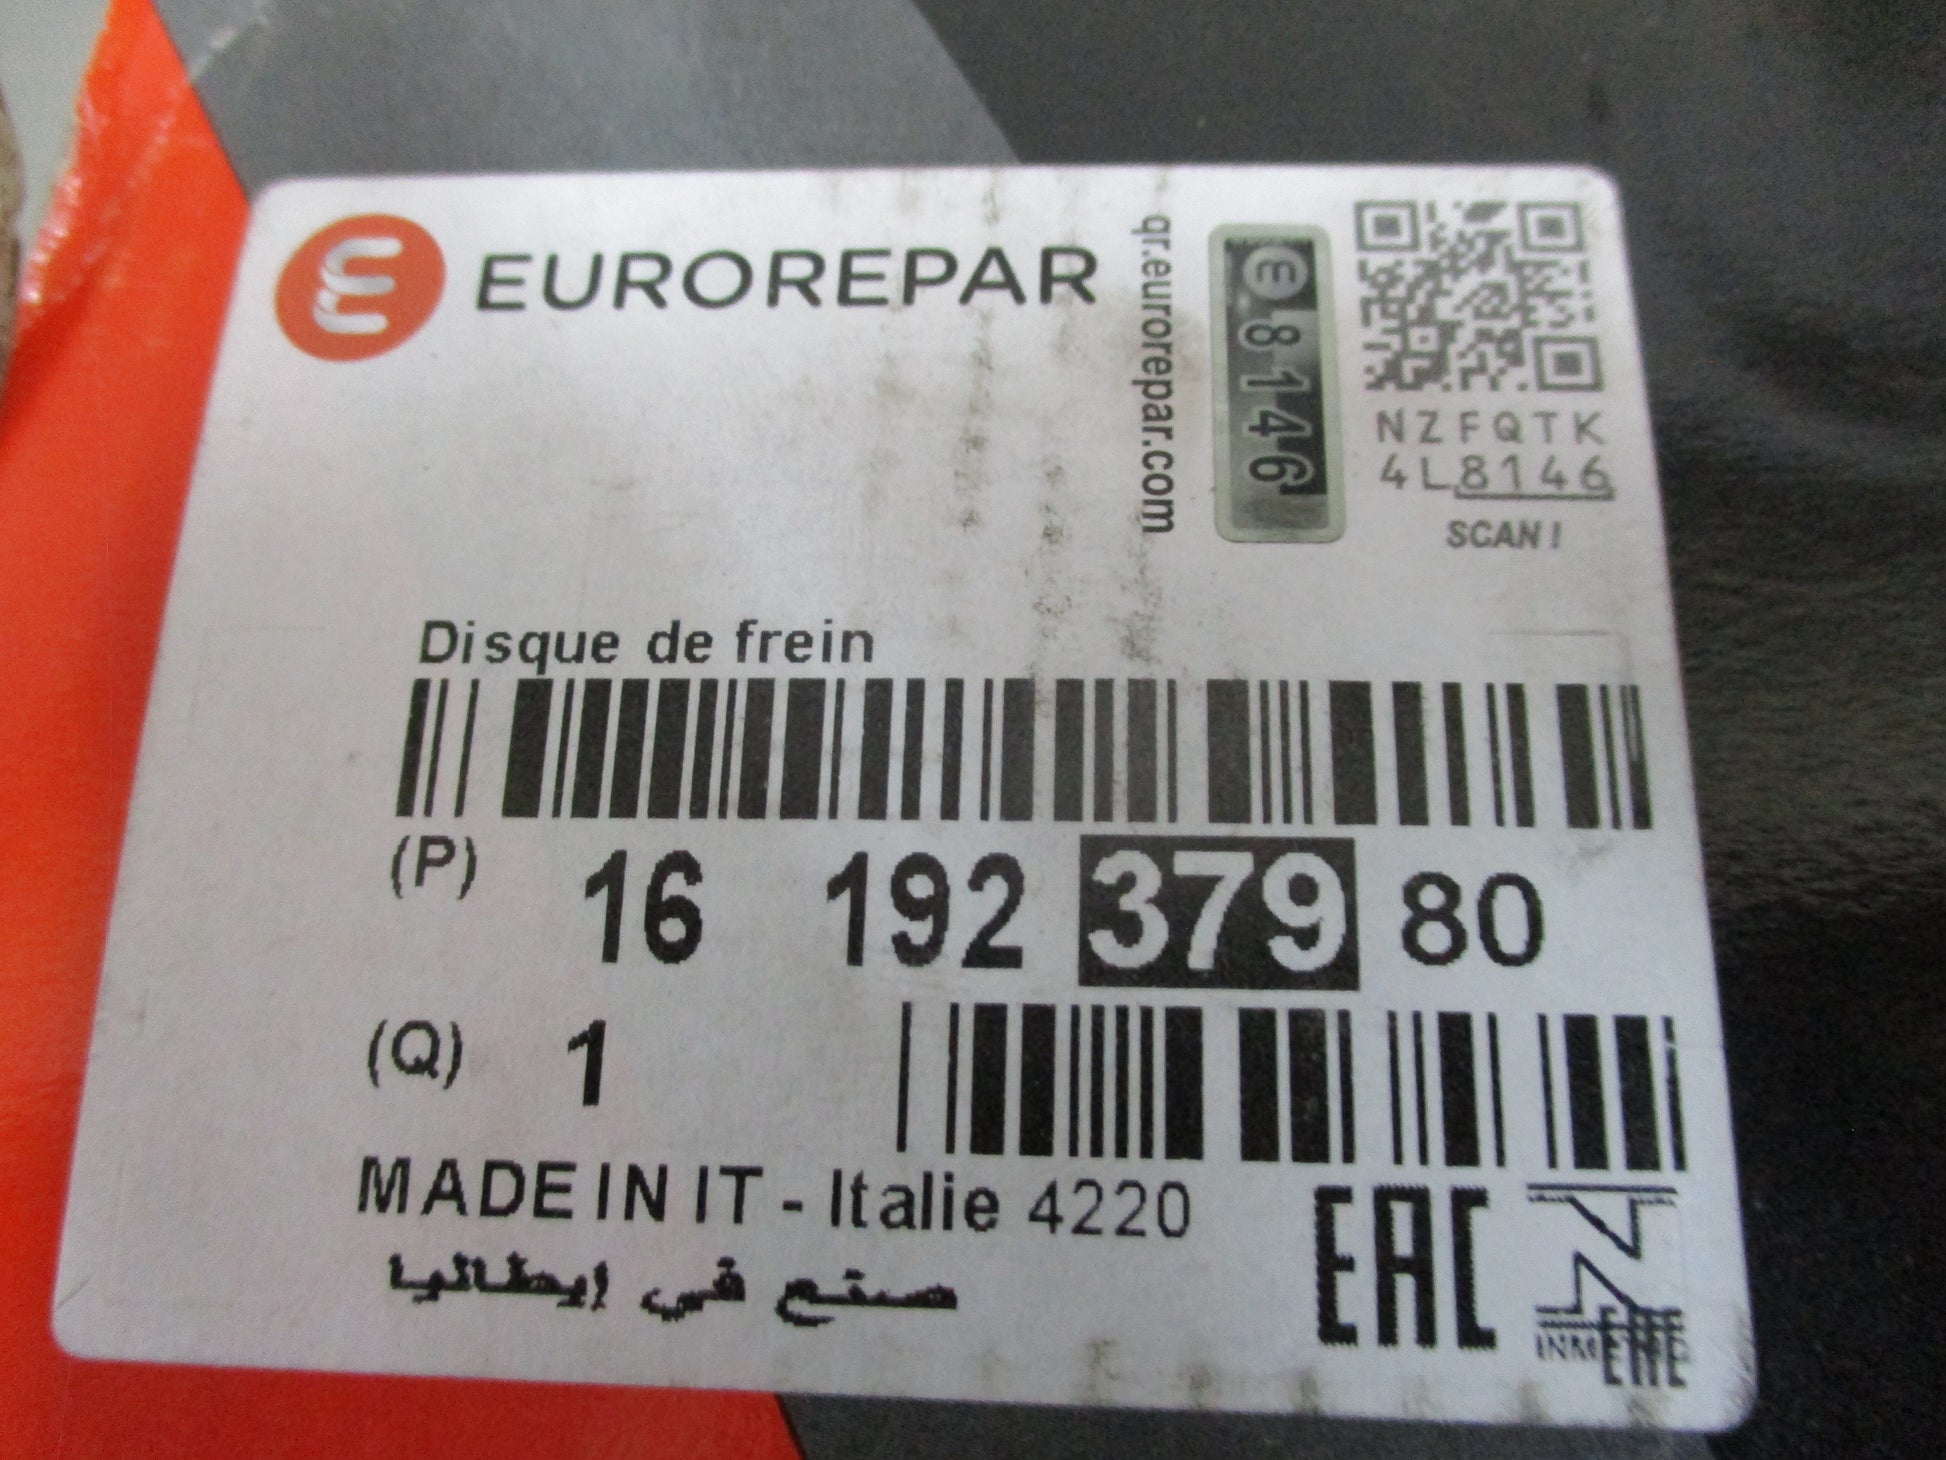 EUROREPAR
qr.eurorepar.com
8146
NZFQTK
4L8146
SCAN!
Disque de frein
(P) 16 192 379 80
(Q) 1
MADE IN IT - Italie 4220
صنع في إيطاليا
EAC